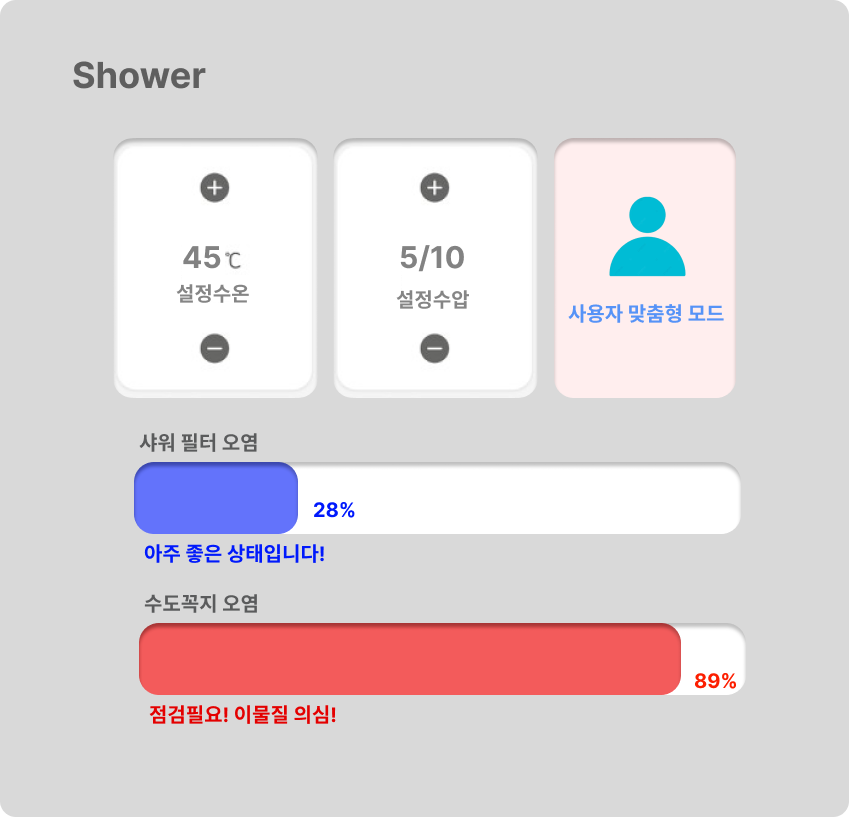 Shower
45℃
설정수온
5/10
설정수압
사용자 맞춤형 모드
샤워 필터 오염
28%
아주 좋은 상태입니다!
수도꼭지 오염
89%
점검필요! 이물질 의심!